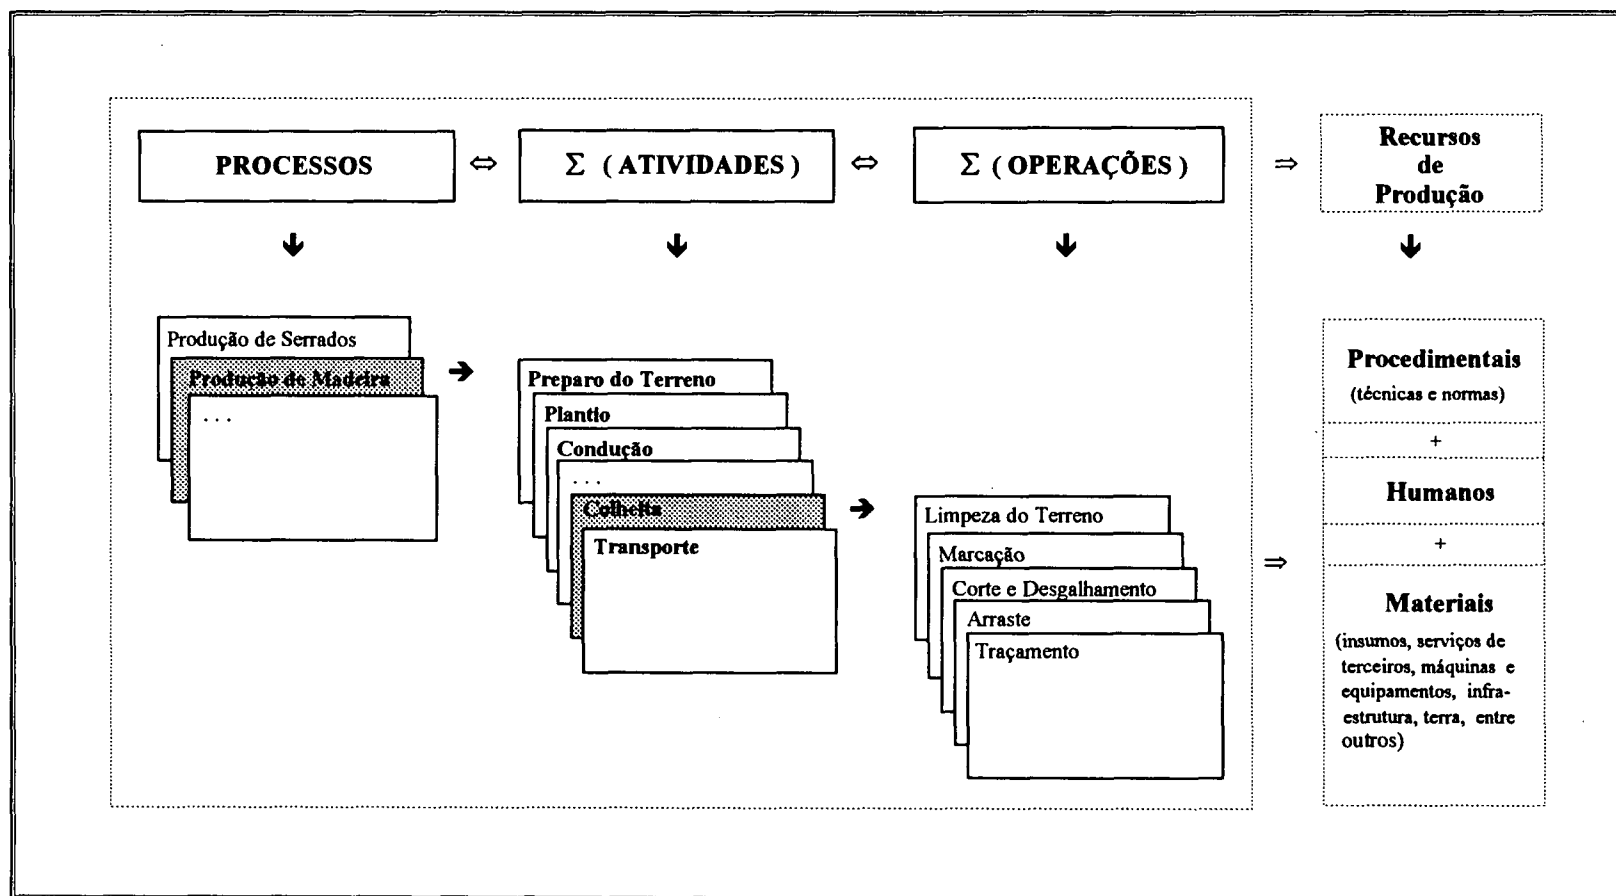 PROCESSOS ⇔ Σ ( ATIVIDADES ) ⇔ Σ ( OPERAÇÕES ) ⇒
Recursos
de
Produção
Produção de Serrados
Produção de Madeira
. . .
Preparo do Terreno
Plantio
Condução
. . .
Colheita
Transporte
Limpeza do Terreno
Marcação
Corte e Desgalhamento
Arraste
Traçamento
⇒
Procedimentais
(técnicas e normas)
+
Humanos
+
Materiais
(insumos, serviços de
terceiros, máquinas e
equipamentos, infra-
estrutura, terra, entre
outros)